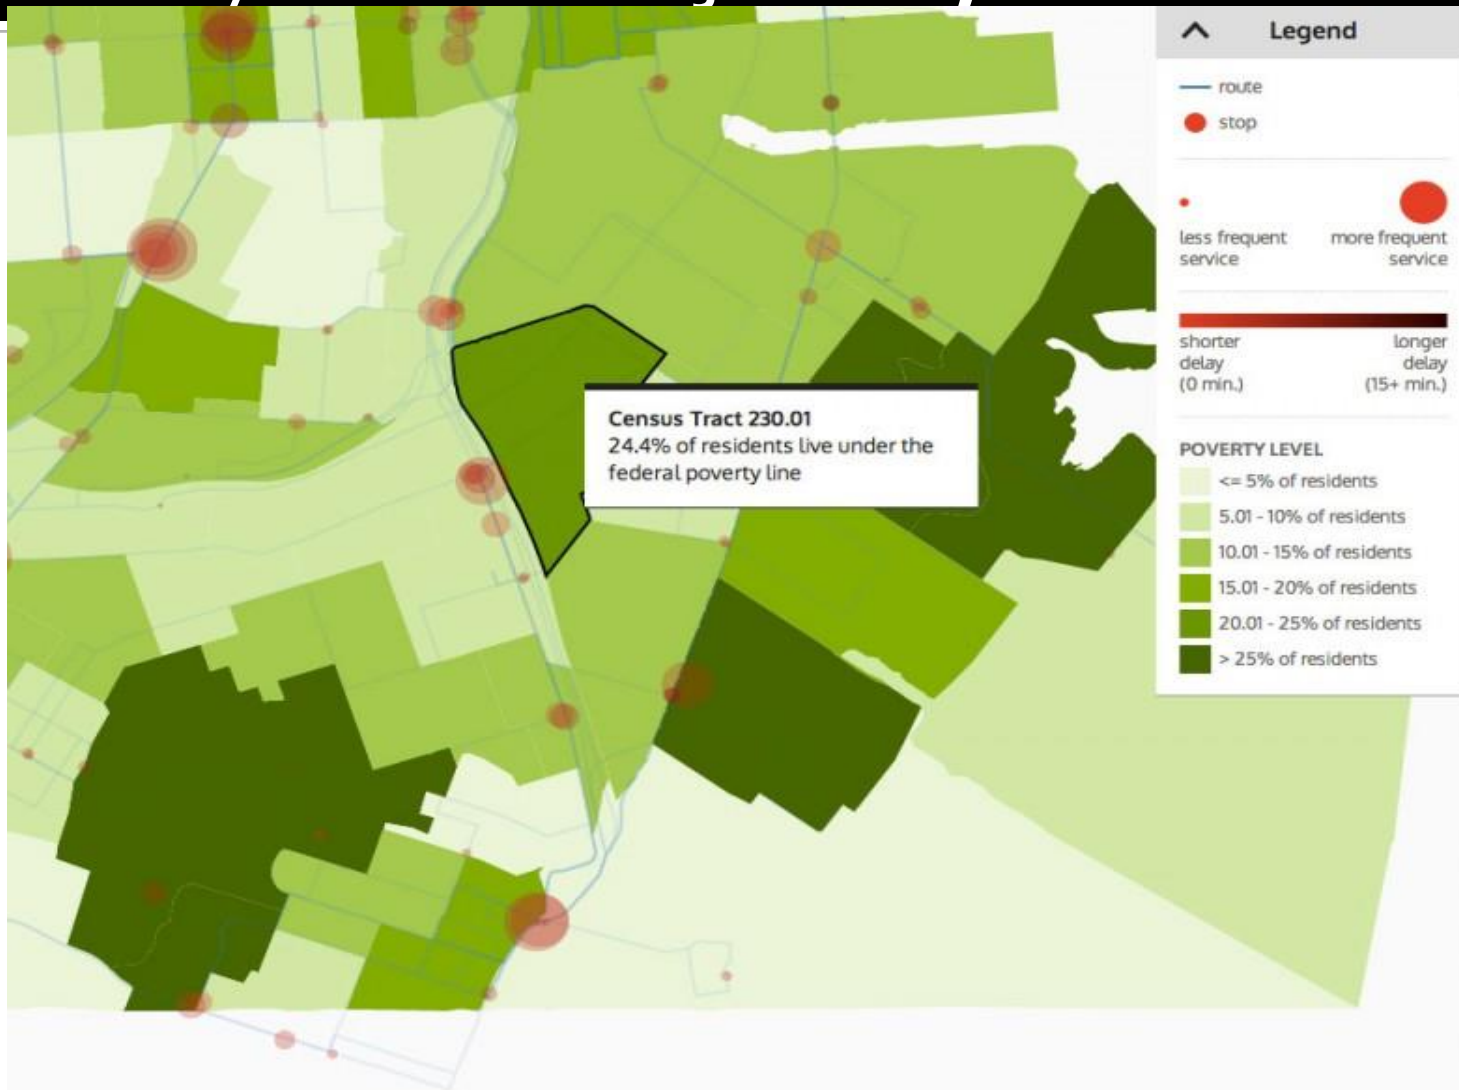 Legend
route
stop
less frequent service
more frequent service
shorter delay (0 min.)
longer delay (15+ min.)
POVERTY LEVEL
<= 5% of residents
5.01 - 10% of residents
10.01 - 15% of residents
15.01 - 20% of residents
20.01 - 25% of residents
> 25% of residents
Census Tract 230.01
24.4% of residents live under the
federal poverty line